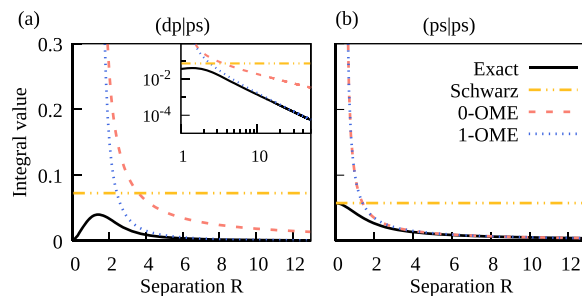 (a) (dp|ps)
0.3
0.2
0.1
0
Integral value
10⁻²
10⁻⁴
1 10
0 2 4 6 8 10 12
Separation R
(b) (ps|ps)
Exact
Schwarz
0-OME
1-OME
0 2 4 6 8 10 12
Separation R